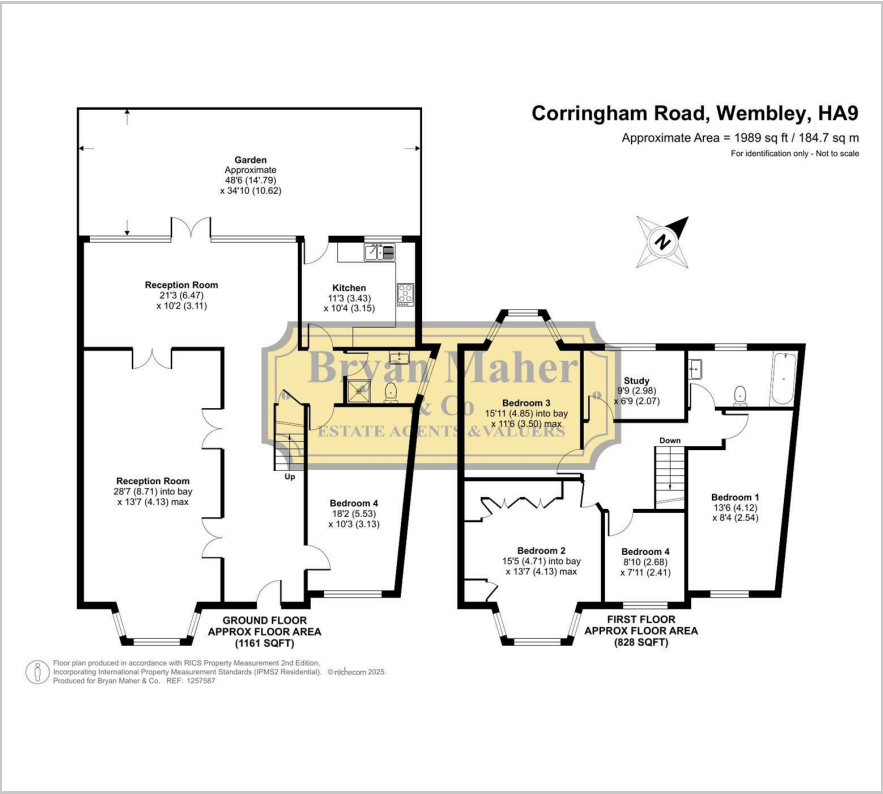 Corringham Road, Wembley, HA9
Approximate Area = 1989 sq ft / 184.7 sq m
For identification only - Not to scale
Garden
Approximate
48'6 (14'.79)
x 34'10 (10.62)
N
Reception Room
21'3 (6.47)
x 10'2 (3.11)
Kitchen
11'3 (3.43)
x 10'4 (3.15)
Bryan Maher
& Co
ESTATE AGENTS & VALUERS
Reception Room
28'7 (8.71) into bay
x 13'7 (4.13) max
Up
Bedroom 4
18'2 (5.53)
x 10'3 (3.13)
GROUND FLOOR
APPROX FLOOR AREA
(1161 SQFT)
Bedroom 3
15'11 (4.85) into bay
x 11'6 (3.50) max
Study
9'9 (2.98)
x 6'9 (2.07)
Down
Bedroom 1
13'6 (4.12)
x 8'4 (2.54)
Bedroom 2
15'5 (4.71) into bay
x 13'7 (4.13) max
Bedroom 4
8'10 (2.68)
x 7'11 (2.41)
FIRST FLOOR
APPROX FLOOR AREA
(828 SQFT)
Floor plan produced in accordance with RICS Property Measurement 2nd Edition,
Incorporating International Property Measurement Standards (IPMS2 Residential). © nichecom 2025.
Produced for Bryan Maher & Co. REF: 1257587